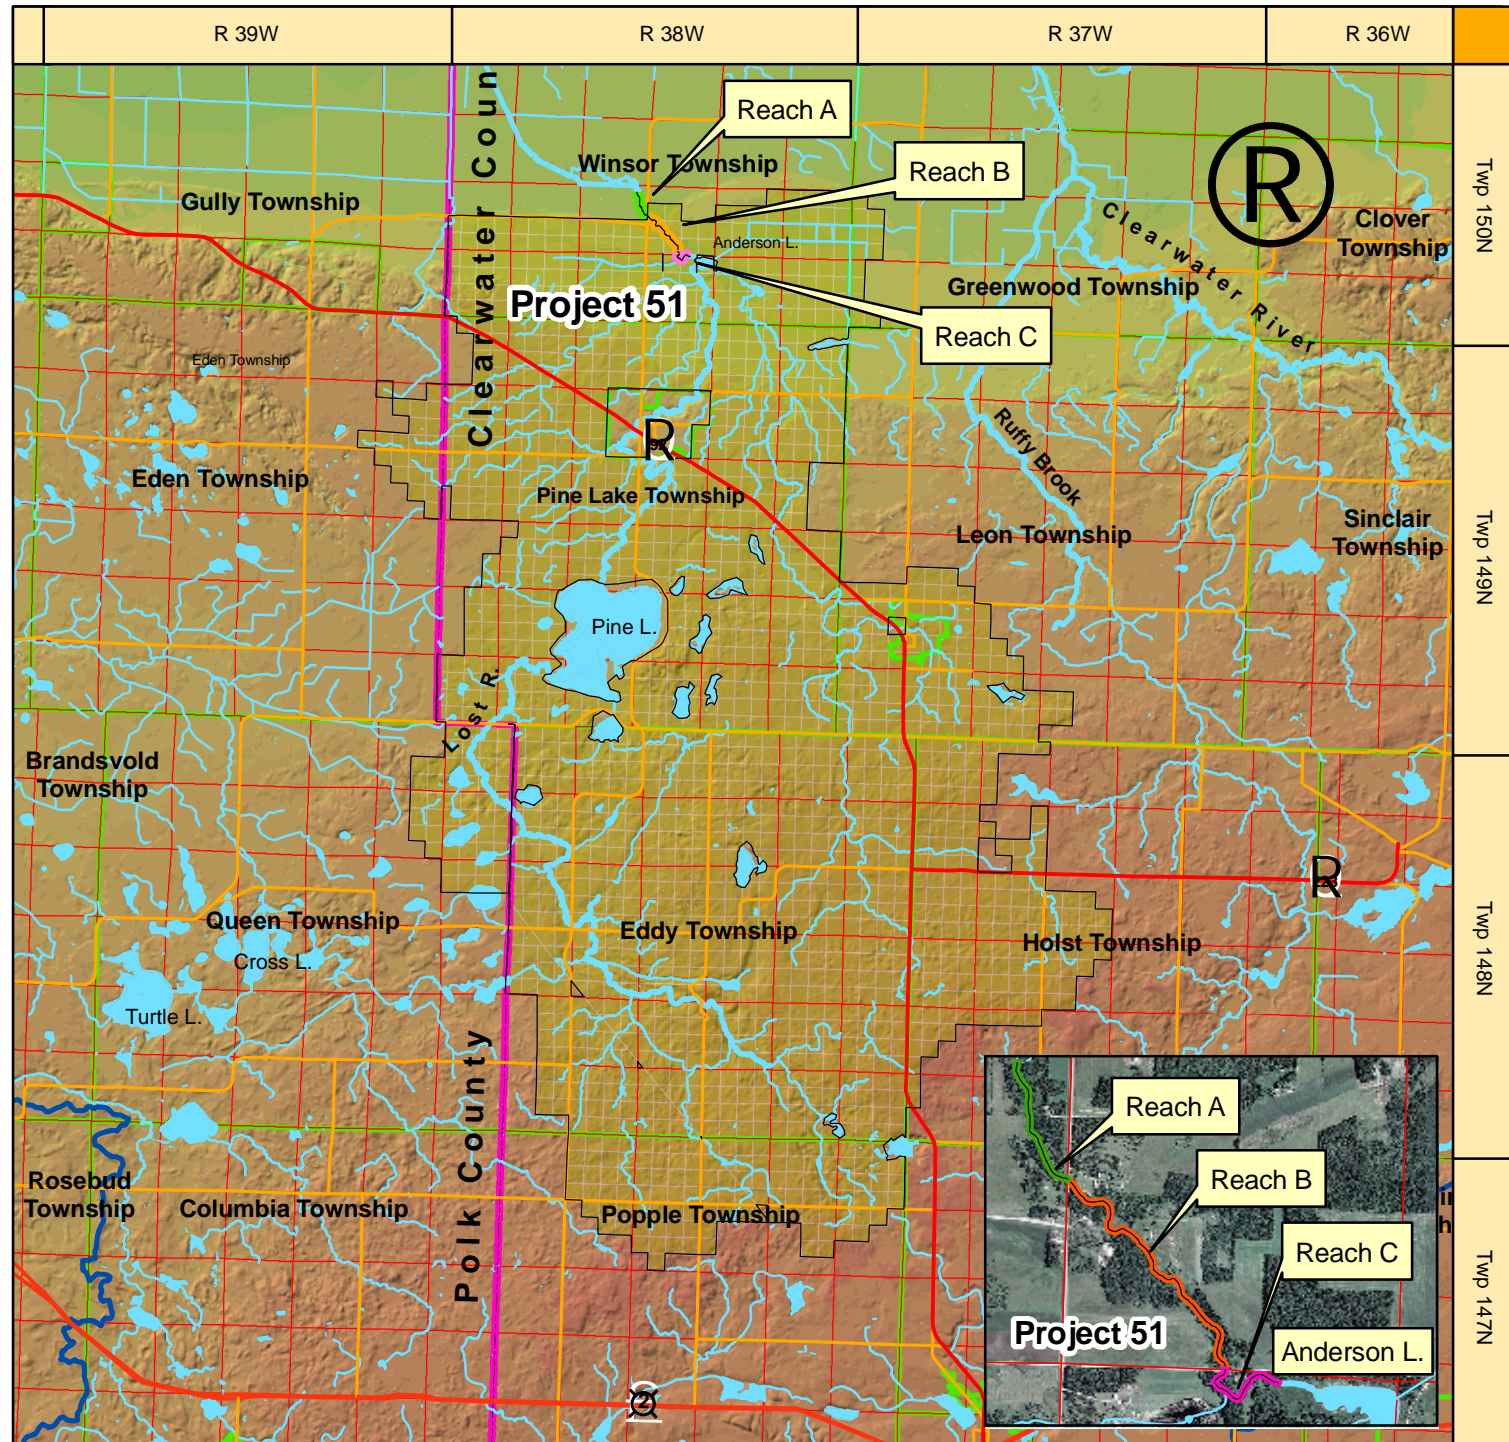 R 39W
R 38W
R 37W
R 36W
Twp 150N
Twp 149N
Twp 148N
Twp 147N
Clearwater Coun
Reach A
Winsor Township
Reach B
R
Gully Township
Clover
Township
Anderson L.
Clearwater River
Greenwood Township
Project 51
Reach C
Eden Township
R
92
Ruffy Brook
Eden Township
Pine Lake Township
Leon Township
Sinclair
Township
Pine L.
Lost R.
Brandsvold
Township
R
223
Queen Township
Eddy Township
Holst Township
Cross L.
Turtle L.
Polk County
Rosebud
Township
Columbia Township
Popple Township
2
Reach A
Reach B
Reach C
Project 51
Anderson L.